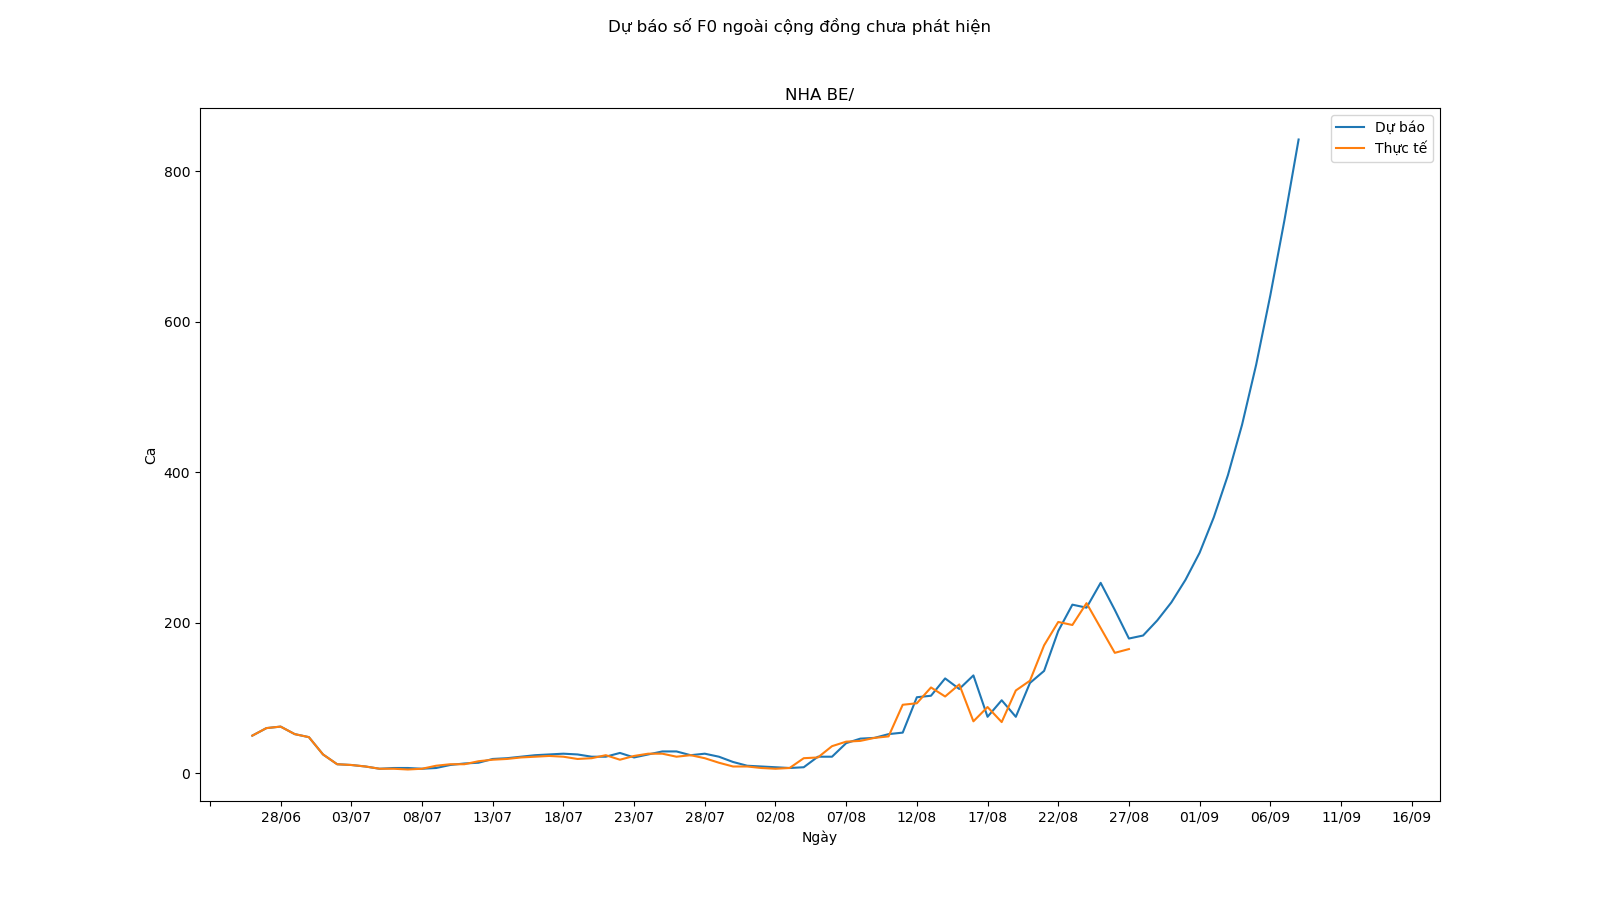 Dự báo số F0 ngoài cộng đồng chưa phát hiện
NHA BE/
Dự báo
Thực tế
800
600
400
200
0
Ca
28/06 03/07 08/07 13/07 18/07 23/07 28/07 02/08 07/08 12/08 17/08 22/08 27/08 01/09 06/09 11/09 16/09
Ngày